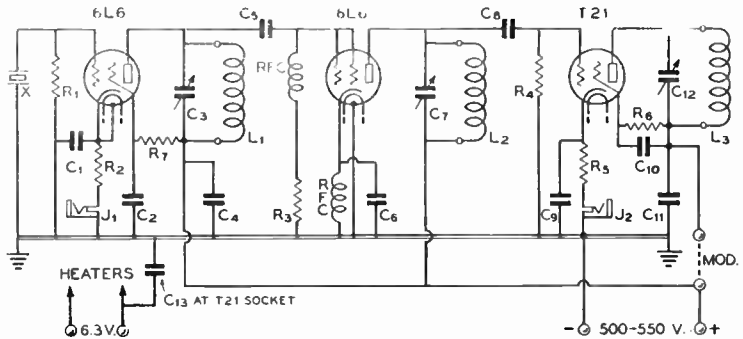 6L6
C5
6L6
C8
T21
X
R1
C3
L1
RFC
C7
L2
R4
C12
L3
C1
R2
R7
R6
R5
C10
J1
C2
C4
R3
RFC
C6
C9
J2
C11
MOD.
HEATERS
C13 AT T21 SOCKET
6.3 V.
- 500-550 V. +